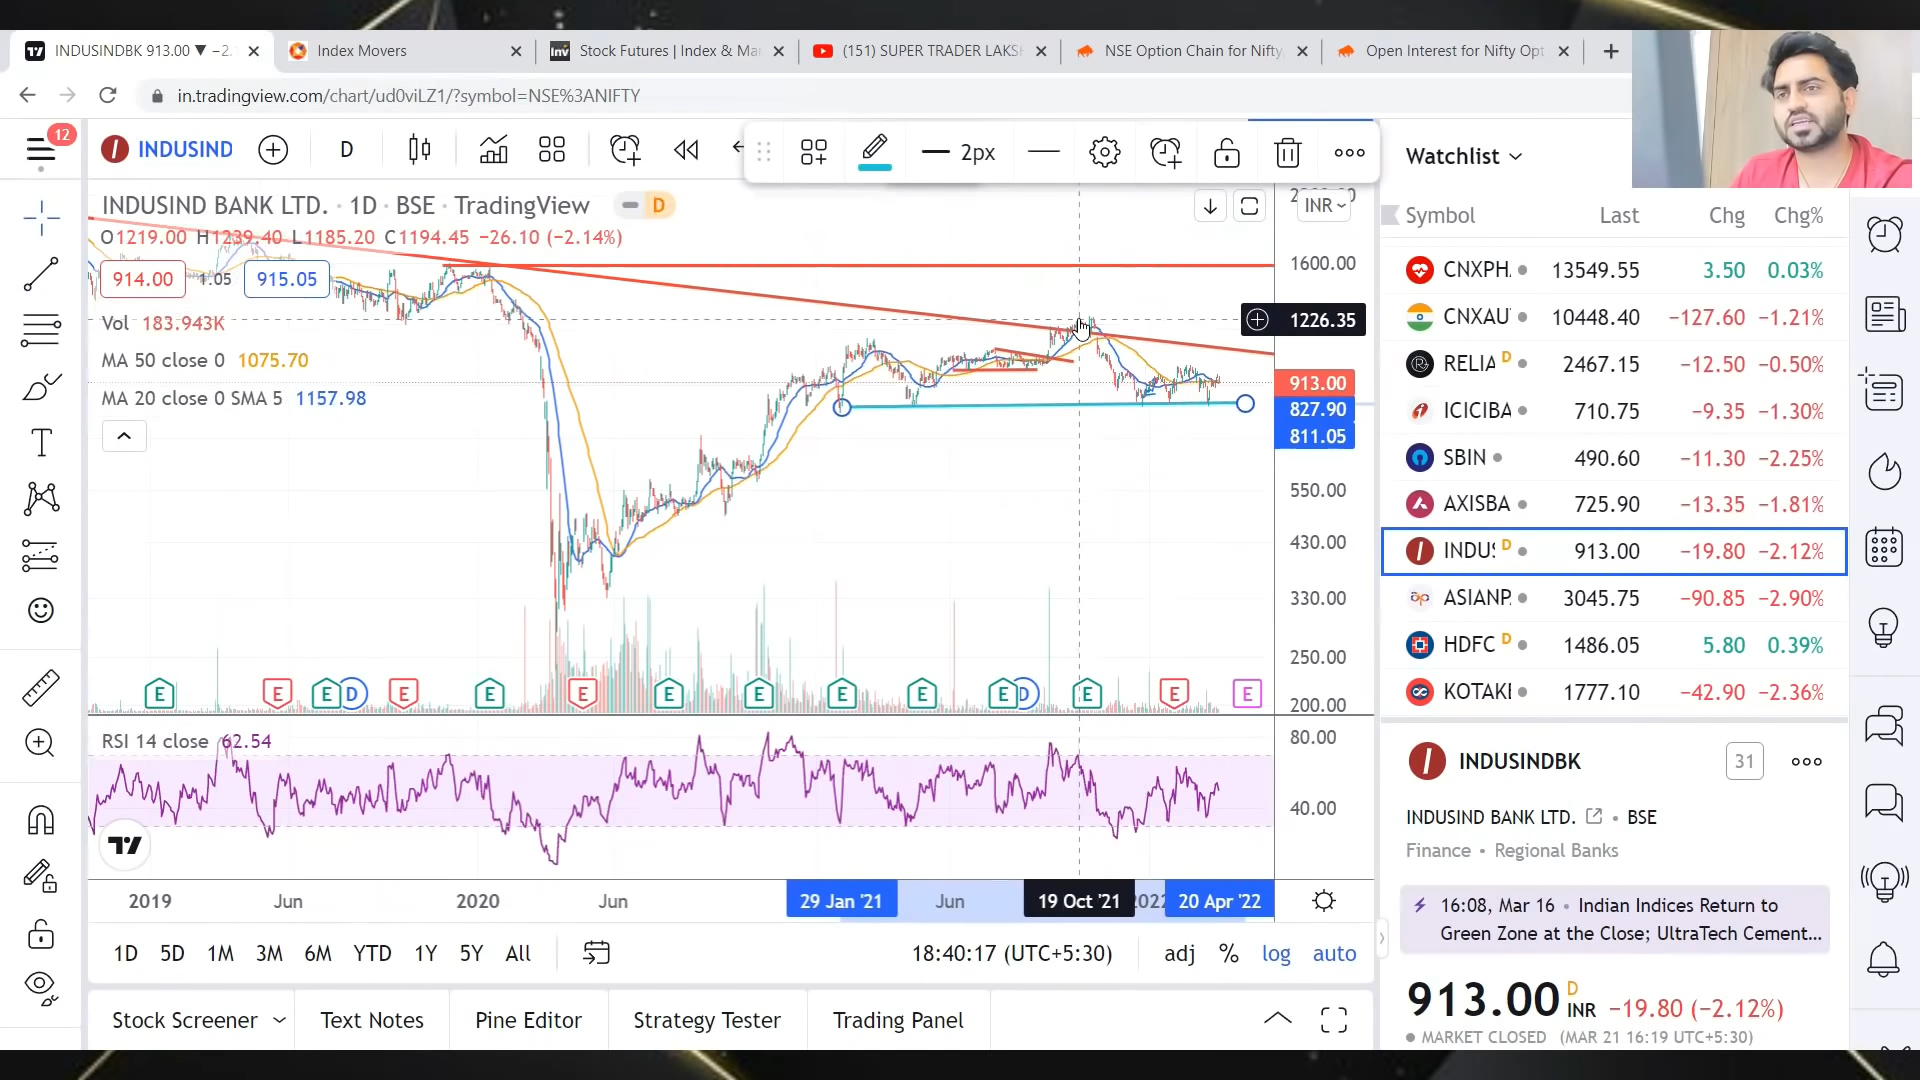 INDUSINDBK 913.00 ▼ −2.
Index Movers
Stock Futures | Index & Ma
(151) SUPER TRADER LAKSH
NSE Option Chain for Nifty,
Open Interest for Nifty Opt
in.tradingview.com/chart/ud0viLZ1/?symbol=NSE%3ANIFTY
12
INDUSIND
D
2px
Watchlist
INDUSIND BANK LTD. · 1D · BSE · TradingView
D
INR
O1219.00 H1239.40 L1185.20 C1194.45 −26.10 (−2.14%)
914.00 1.05 915.05
Vol 183.943K
MA 50 close 0 1075.70
MA 20 close 0 SMA 5 1157.98
1600.00
1226.35
913.00
827.90
811.05
550.00
430.00
330.00
250.00
200.00
E E E D E E E E E E E E D E E E
RSI 14 close 62.54
80.00
40.00
2019 Jun 2020 Jun 29 Jan '21 Jun 19 Oct '21 2022 20 Apr '22
1D 5D 1M 3M 6M YTD 1Y 5Y All
18:40:17 (UTC+5:30) adj % log auto
Stock Screener Text Notes Pine Editor Strategy Tester Trading Panel
Symbol Last Chg Chg%
CNXPH. 13549.55 3.50 0.03%
CNXAU 10448.40 −127.60 −1.21%
RELIA D 2467.15 −12.50 −0.50%
ICICIBA 710.75 −9.35 −1.30%
SBIN 490.60 −11.30 −2.25%
AXISBA 725.90 −13.35 −1.81%
INDUS D 913.00 −19.80 −2.12%
ASIANP. 3045.75 −90.85 −2.90%
HDFC D 1486.05 5.80 0.39%
KOTAKI 1777.10 −42.90 −2.36%
INDUSINDBK
31
INDUSIND BANK LTD. • BSE
Finance • Regional Banks
16:08, Mar 16 • Indian Indices Return to
Green Zone at the Close; UltraTech Cement...
913.00 D INR −19.80 (−2.12%)
MARKET CLOSED (MAR 21 16:19 UTC+5:30)